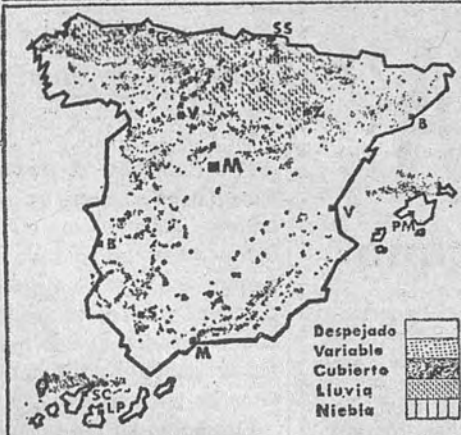 SS
V
B
M
V
B
PM
M
SC
LP
Despejado
Variable
Cubierto
Lluvia
Niebla